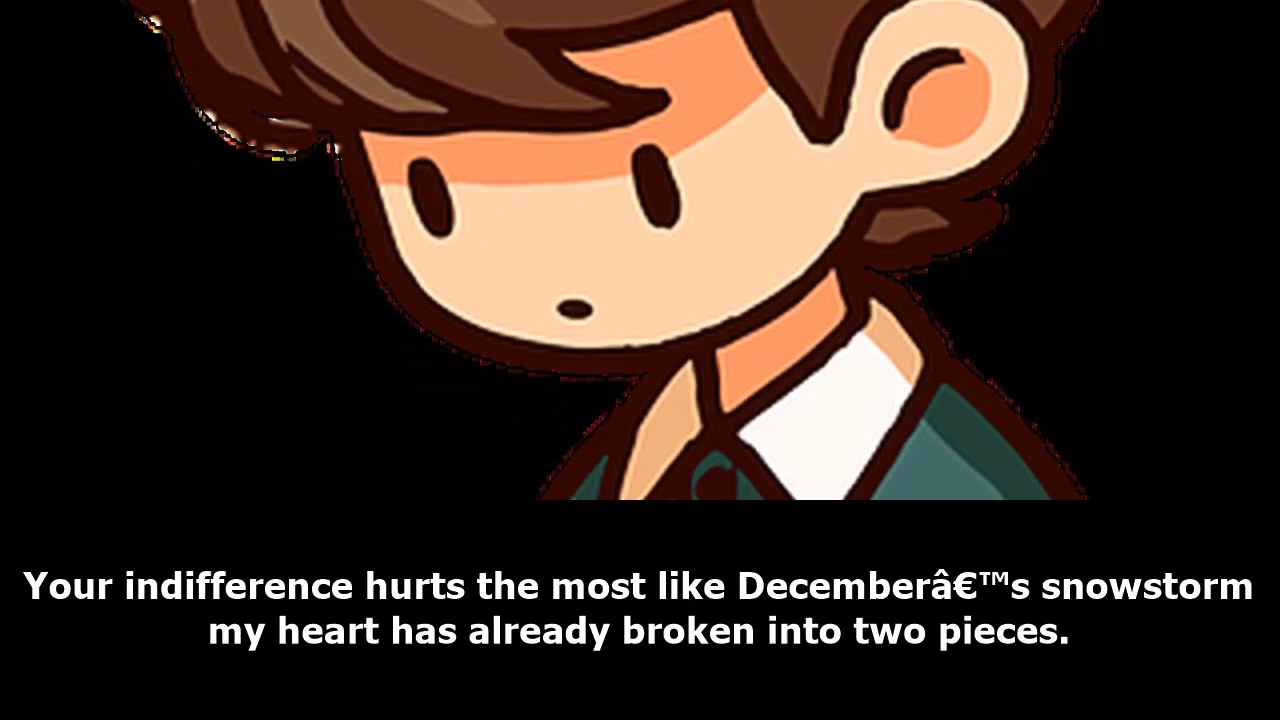 Your indifference hurts the most like Decemberâ€™s snowstorm
my heart has already broken into two pieces.